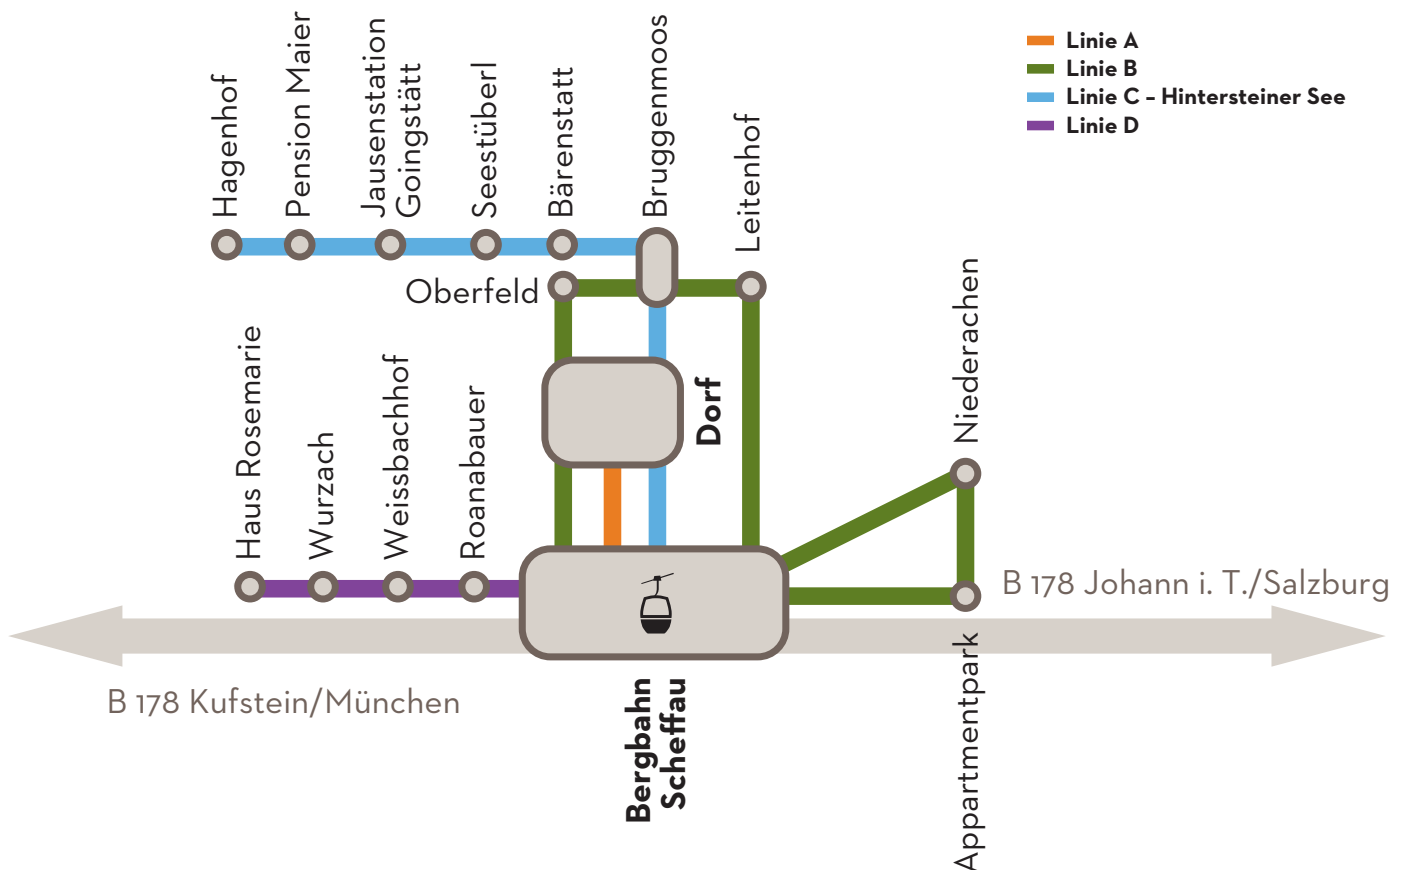 Linie A
Linie B
Linie C – Hintersteiner See
Linie D
Hagenhof
Pension Maier
Jausenstation
Goingstätt
Seestüberl
Bärenstatt
Bruggenmoos
Leitenhof
Oberfeld
Niederachen
Dorf
Haus Rosemarie
Wurzach
Weissbachhof
Roanabauer
B 178 Johann i. T./Salzburg
B 178 Kufstein/München
Bergbahn
Scheffau
Appartmentpark